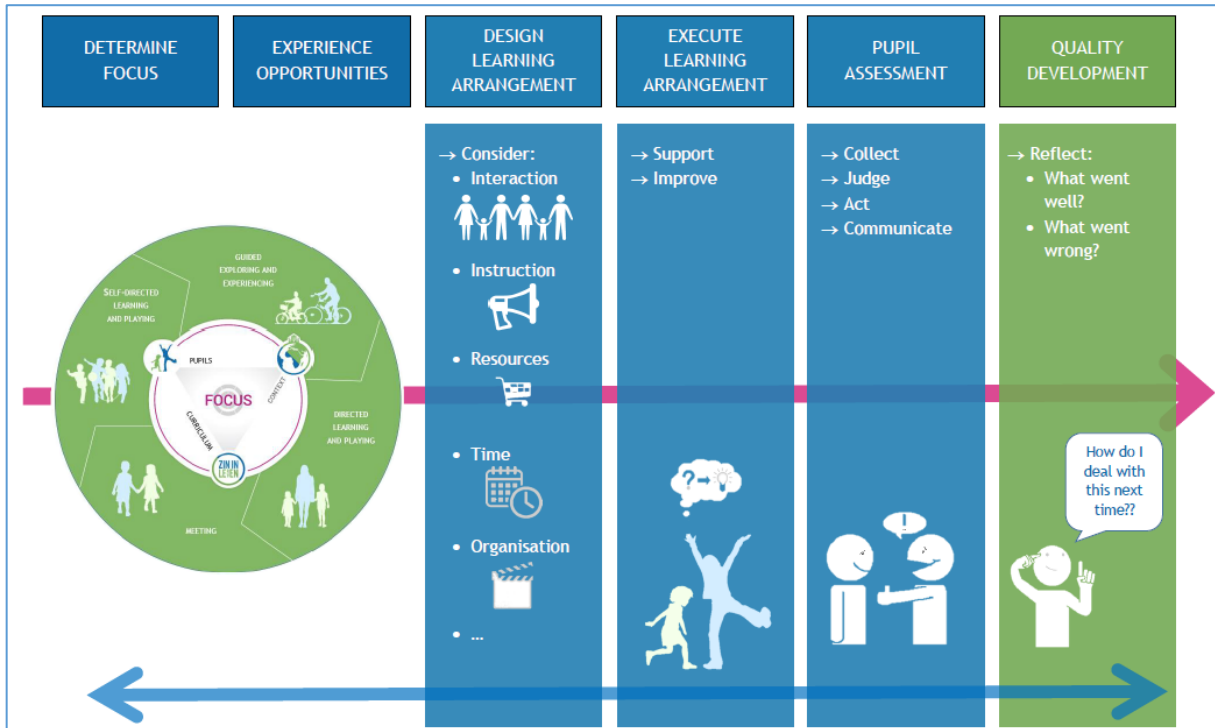 DETERMINE
FOCUS
EXPERIENCE
OPPORTUNITIES
DESIGN
LEARNING
ARRANGEMENT
EXECUTE
LEARNING
ARRANGEMENT
PUPIL
ASSESSMENT
QUALITY
DEVELOPMENT
GUIDED
EXPLORING AND
EXPERIENCING
SELF-DIRECTED
LEARNING
AND PLAYING
PUPILS
CONTEXT
FOCUS
CURRICULUM
ZIN IN
LEREN
DIRECTED
LEARNING
AND PLAYING
MEETING
→ Consider:
• Interaction
• Instruction
• Resources
• Time
• Organisation
• ...
→ Support
→ Improve
? → 
→ Collect
→ Judge
→ Act
→ Communicate
!
→ Reflect:
• What went
well?
• What went
wrong?
How do I
deal with
this next
time??